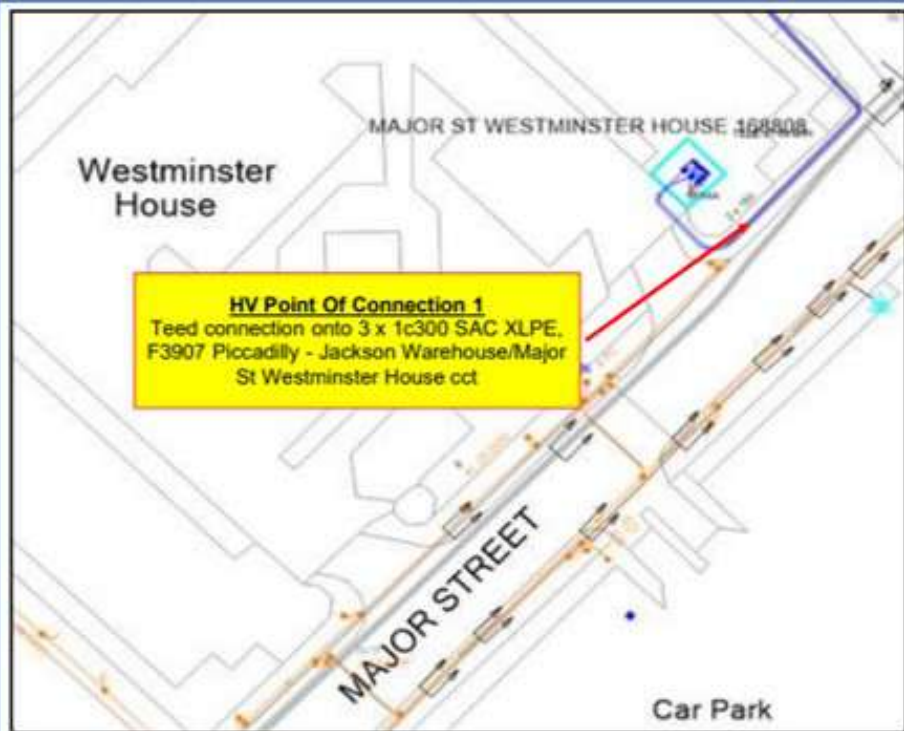 MAJOR ST WESTMINSTER HOUSE 168808
Westminster
House
HV Point Of Connection 1
Teed connection onto 3 x 1c300 SAC XLPE,
F3907 Piccadilly - Jackson Warehouse/Major
St Westminster House cct
MAJOR STREET
Car Park